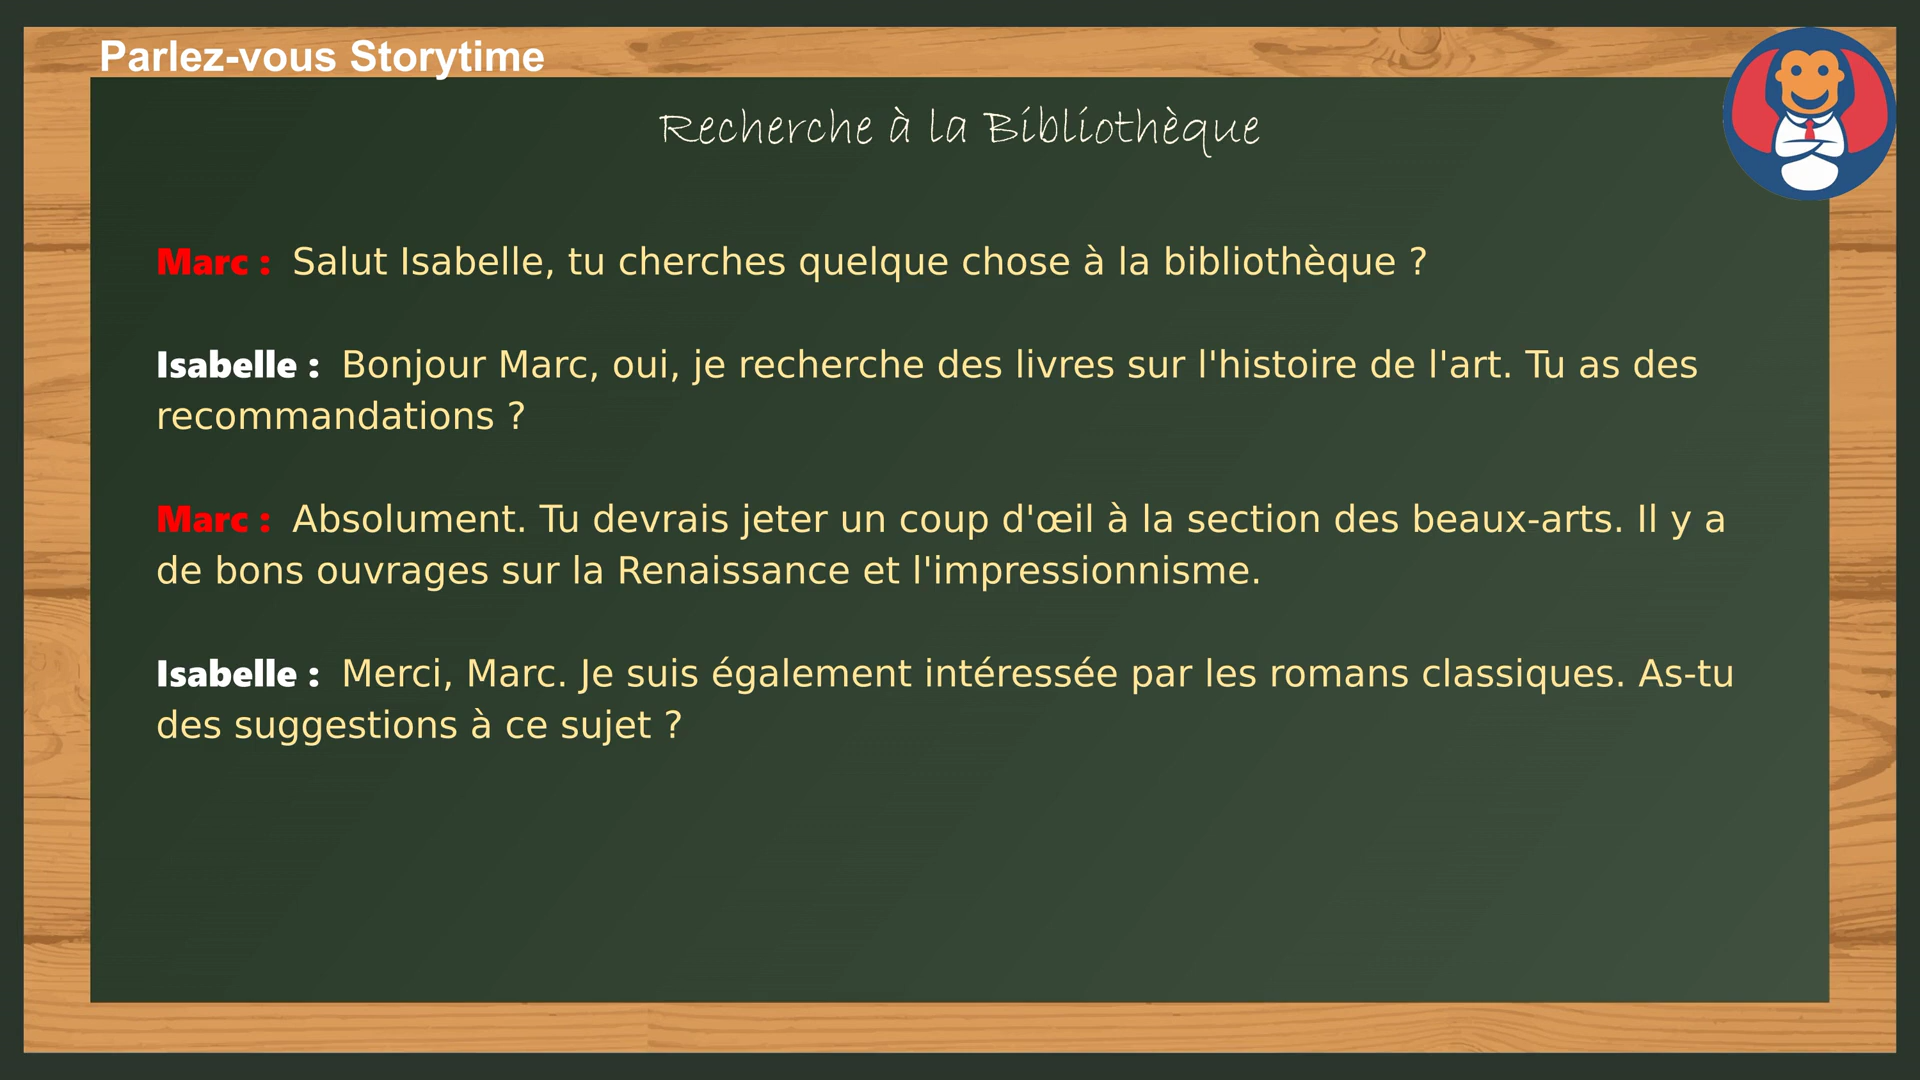 Parlez-vous Storytime
Recherche à la Bibliothèque
Marc : Salut Isabelle, tu cherches quelque chose à la bibliothèque ?
Isabelle : Bonjour Marc, oui, je recherche des livres sur l'histoire de l'art. Tu as des
recommandations ?
Marc : Absolument. Tu devrais jeter un coup d'œil à la section des beaux-arts. Il y a
de bons ouvrages sur la Renaissance et l'impressionnisme.
Isabelle : Merci, Marc. Je suis également intéressée par les romans classiques. As-tu
des suggestions à ce sujet ?